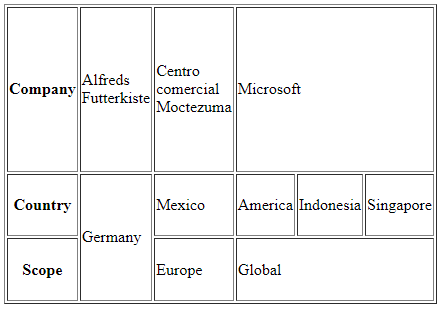 Company
Alfreds
Futterkiste
Centro
comercial
Moctezuma
Microsoft
Country
Germany
Mexico
America
Indonesia
Singapore
Scope
Europe
Global